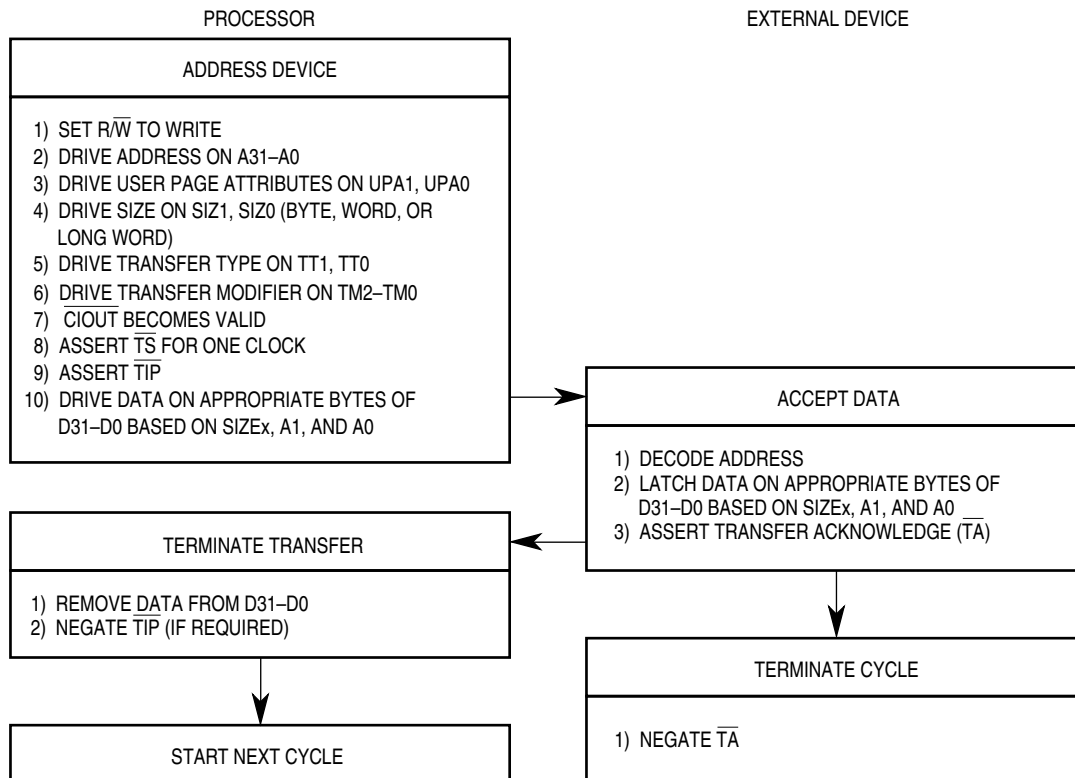 PROCESSOR
EXTERNAL DEVICE
ADDRESS DEVICE
1) SET R/W̅ TO WRITE
2) DRIVE ADDRESS ON A31–A0
3) DRIVE USER PAGE ATTRIBUTES ON UPA1, UPA0
4) DRIVE SIZE ON SIZ1, SIZ0 (BYTE, WORD, OR
LONG WORD)
5) DRIVE TRANSFER TYPE ON TT1, TT0
6) DRIVE TRANSFER MODIFIER ON TM2–TM0
7) C̅I̅O̅U̅T̅ BECOMES VALID
8) ASSERT T̅S̅ FOR ONE CLOCK
9) ASSERT T̅I̅P̅
10) DRIVE DATA ON APPROPRIATE BYTES OF
D31–D0 BASED ON SIZEx, A1, AND A0
ACCEPT DATA
1) DECODE ADDRESS
2) LATCH DATA ON APPROPRIATE BYTES OF
D31–D0 BASED ON SIZEx, A1, AND A0
3) ASSERT TRANSFER ACKNOWLEDGE (T̅A̅)
TERMINATE TRANSFER
1) REMOVE DATA FROM D31–D0
2) NEGATE T̅I̅P̅ (IF REQUIRED)
TERMINATE CYCLE
1) NEGATE T̅A̅
START NEXT CYCLE